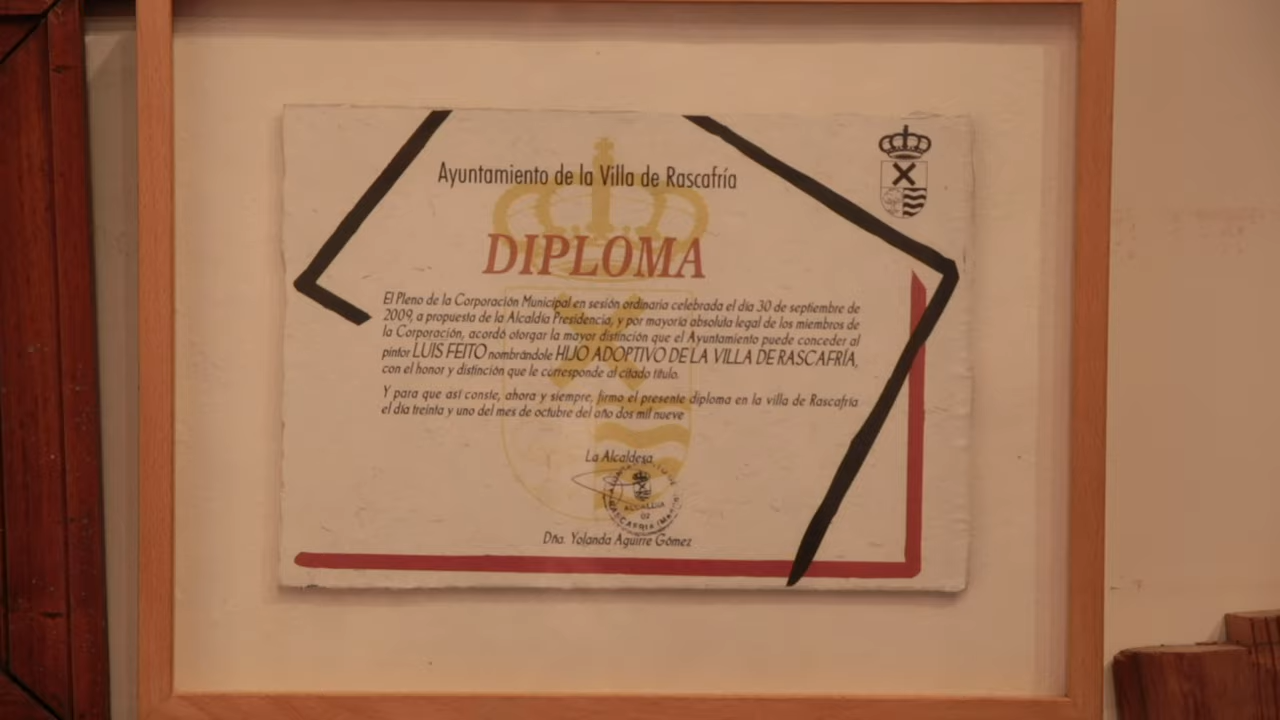 Ayuntamiento de la Villa de Rascafría
DIPLOMA
El Pleno de la Corporación Municipal en sesión ordinaria celebrada el día 30 de septiembre de
2009, a propuesta de la Alcaldía Presidencia, y por mayoría absoluta legal de los miembros de
la Corporación, acordó otorgar la mayor distinción que el Ayuntamiento puede conceder al
pintor LUIS FEITO nombrándole HIJO ADOPTIVO DE LA VILLA DE RASCAFRÍA,
con el honor y distinción que le corresponde al citado título.
Y para que así conste, ahora y siempre, firmo el presente diploma en la villa de Rascafría
el día treinta y uno del mes de octubre del año dos mil nueve
La Alcaldesa
ALCALDIA
02
Dña. Yolanda Aguirre Gómez